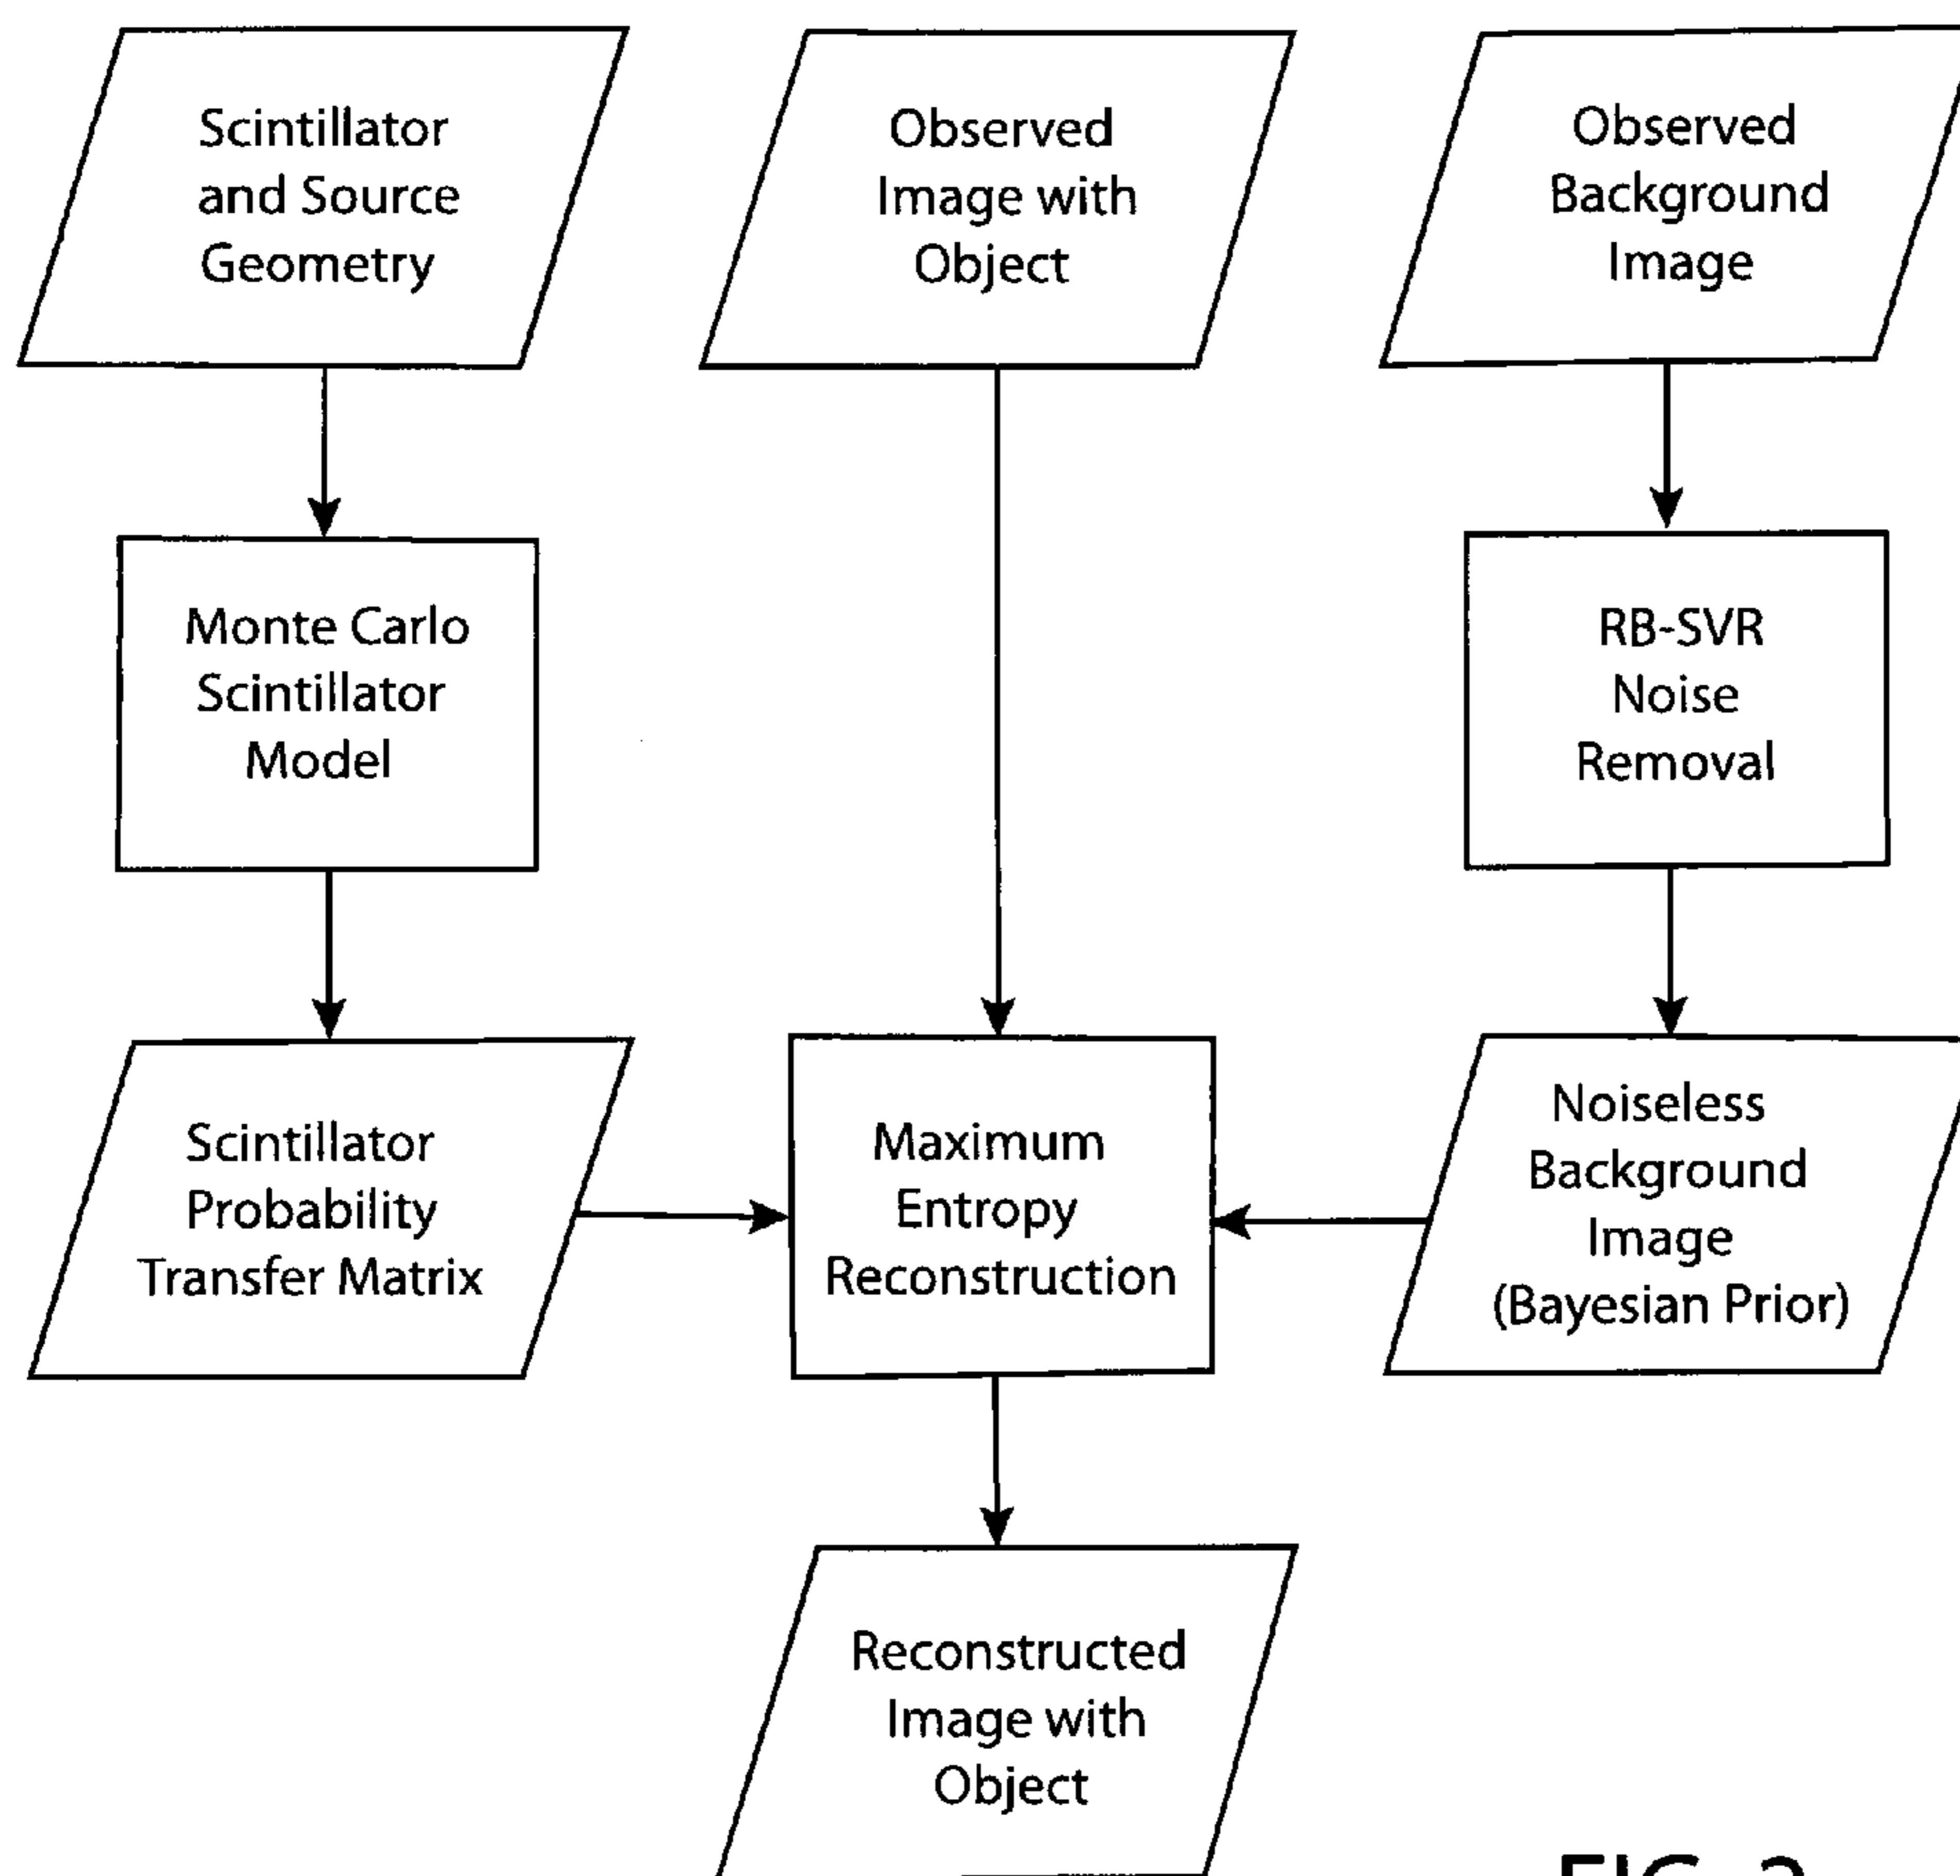 Scintillator
and Source
Geometry
Observed
Image with
Object
Observed
Background
Image
Monte Carlo
Scintillator
Model
RB-SVR
Noise
Removal
Scintillator
Probability
Transfer Matrix
Maximum
Entropy
Reconstruction
Noiseless
Background
Image
(Bayesian Prior)
Reconstructed
Image with
Object
FIG.